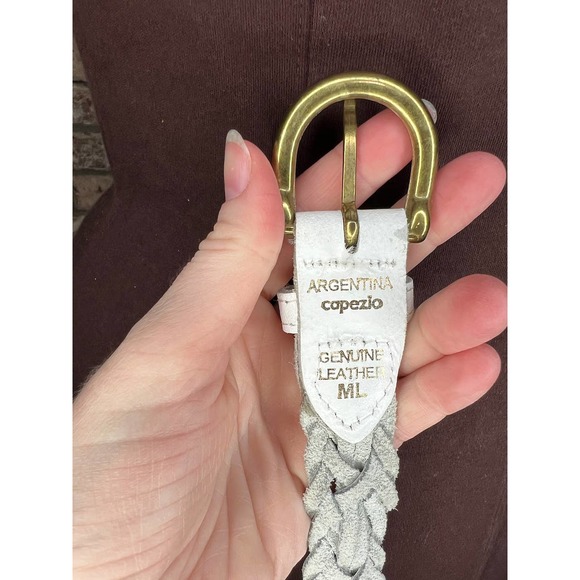 ARGENTINA
capezio
GENUINE
LEATHER
ML